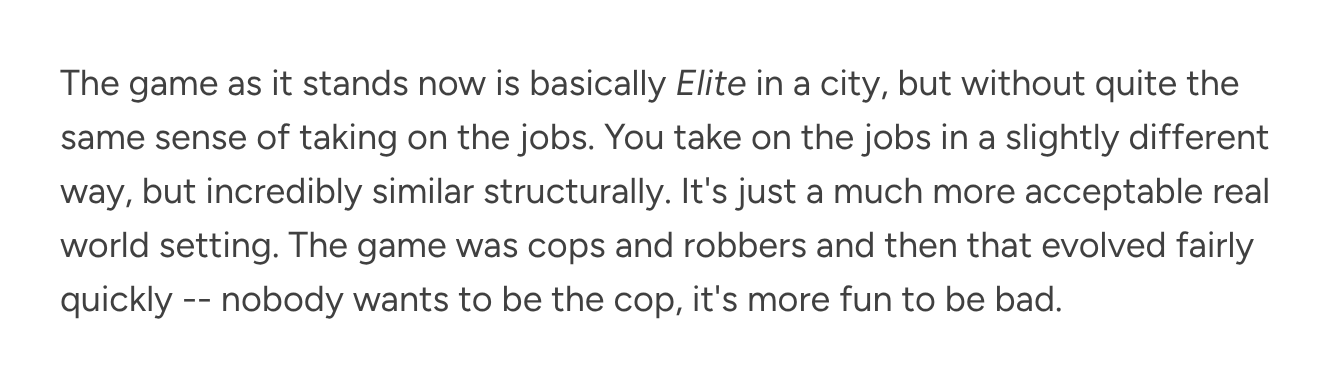 The game as it stands now is basically Elite in a city, but without quite the
same sense of taking on the jobs. You take on the jobs in a slightly different
way, but incredibly similar structurally. It's just a much more acceptable real
world setting. The game was cops and robbers and then that evolved fairly
quickly -- nobody wants to be the cop, it's more fun to be bad.